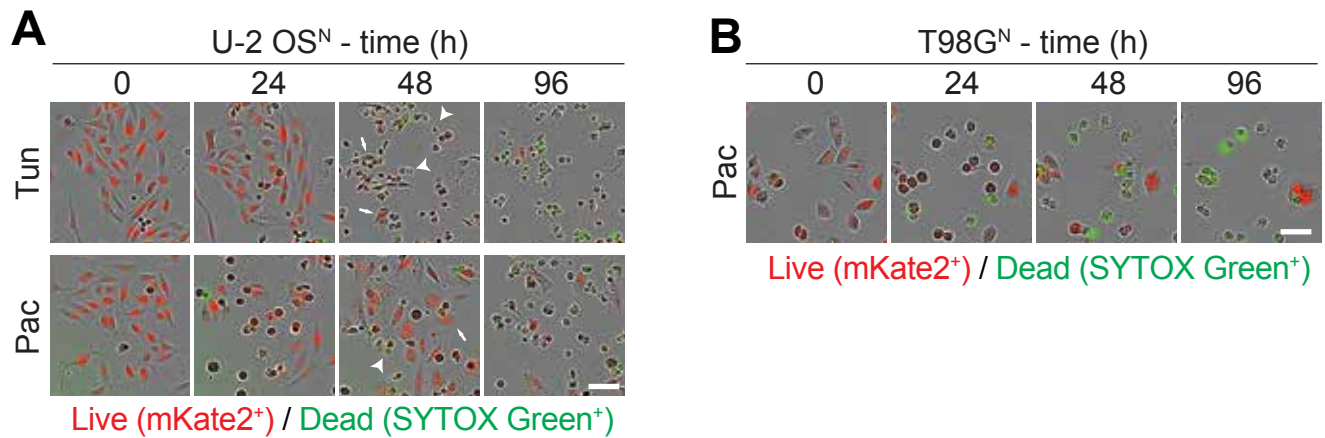 A
U-2 OSᴺ - time (h)
0 24 48 96
Tun
Pac
Live (mKate2⁺) / Dead (SYTOX Green⁺)
B
T98Gᴺ - time (h)
0 24 48 96
Pac
Live (mKate2⁺) / Dead (SYTOX Green⁺)